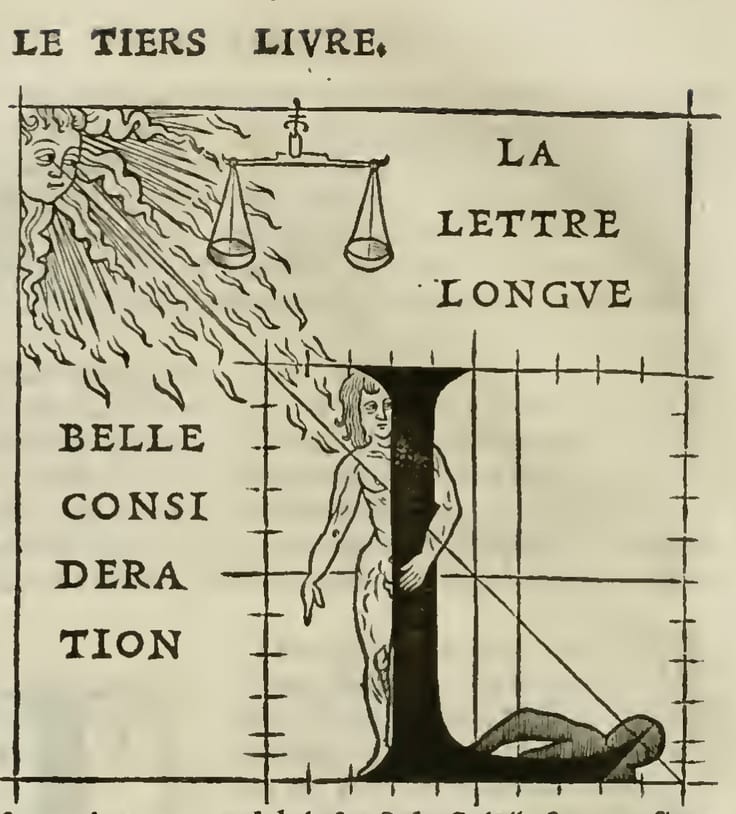 LE TIERS LIVRE.
LA
LETTRE
LONGVE
BELLE
CONSI
DERA
TION